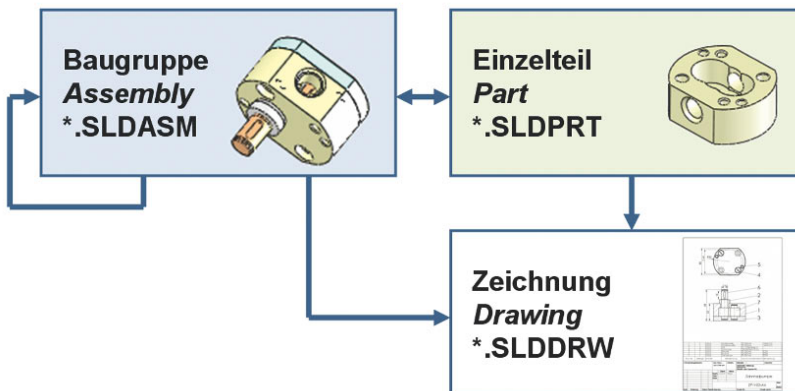 Baugruppe
Assembly
*.SLDASM
Einzelteil
Part
*.SLDPRT
Zeichnung
Drawing
*.SLDDRW